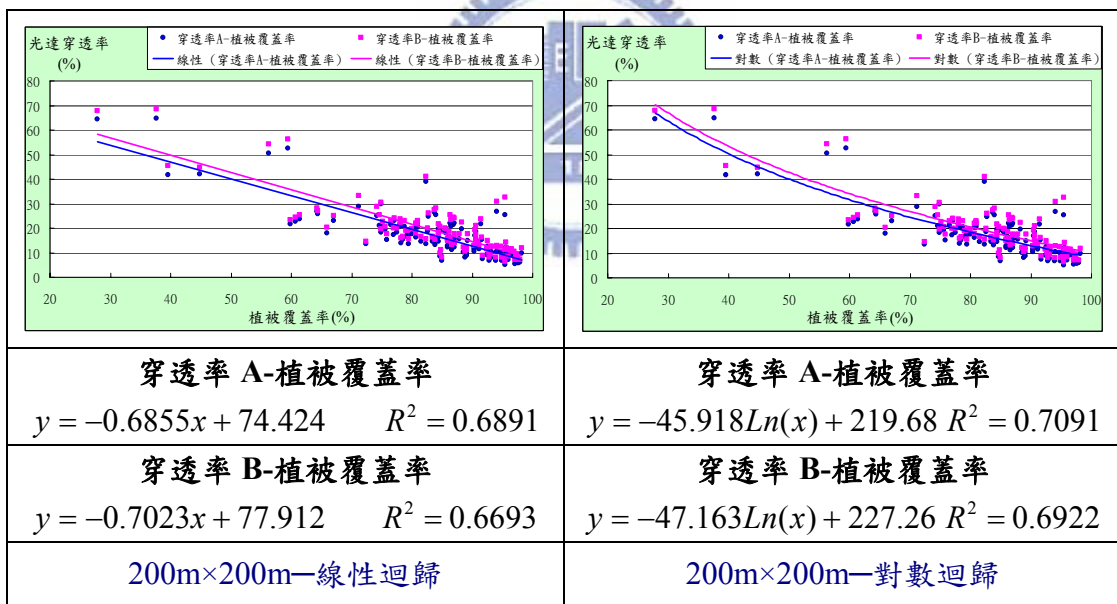 光達穿透率
(%)
穿透率A-植被覆蓋率 穿透率B-植被覆蓋率
線性 (穿透率A-植被覆蓋率) 線性 (穿透率B-植被覆蓋率)
80
70
60
50
40
30
20
10
0
20 30 40 50 60 70 80 90 100
植被覆蓋率(%)
光達穿透率
(%)
穿透率A-植被覆蓋率 穿透率B-植被覆蓋率
對數 (穿透率A-植被覆蓋率) 對數 (穿透率B-植被覆蓋率)
80
70
60
50
40
30
20
10
0
20 30 40 50 60 70 80 90 100
植被覆蓋率(%)
穿透率 A-植被覆蓋率
y = −0.6855x + 74.424 R² = 0.6891
穿透率 A-植被覆蓋率
y = −45.918Ln(x) + 219.68 R² = 0.7091
穿透率 B-植被覆蓋率
y = −0.7023x + 77.912 R² = 0.6693
穿透率 B-植被覆蓋率
y = −47.163Ln(x) + 227.26 R² = 0.6922
200m×200m─線性迴歸
200m×200m─對數迴歸